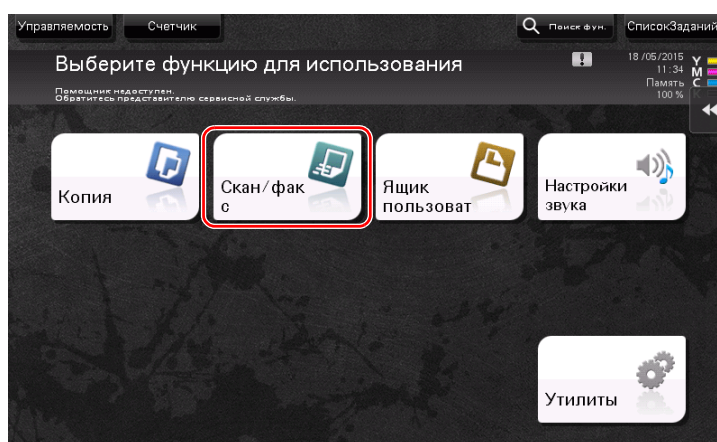 Управляемость
Счетчик
Поиск фун.
СписокЗаданий
Выберите функцию для использования
18/05/2015
11:34
Память
100 %
Y
M
C
K
Помощник недоступен.
Обратитесь представителю сервисной службы.
Копия
Скан/фак
с
Ящик
пользоват
Настройки
звука
Утилиты